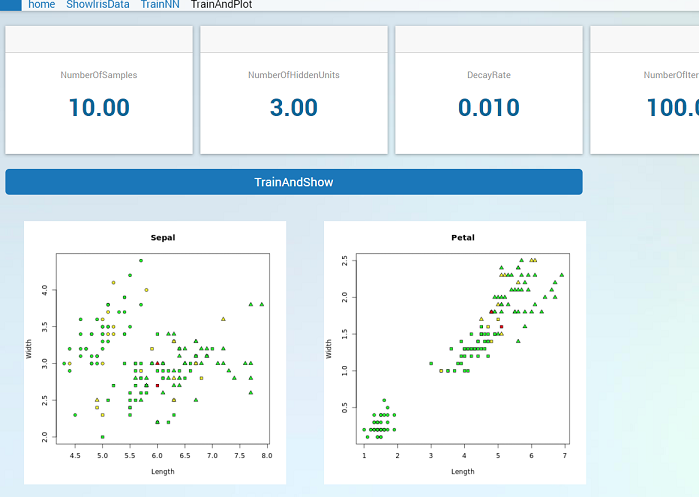 home ShowIrisData TrainNN TrainAndPlot
NumberOfSamples NumberOfHiddenUnits DecayRate NumberOfIter
10.00 3.00 0.010 100.0
TrainAndShow
Sepal
Width
2.0 2.5 3.0 3.5 4.0
4.5 5.0 5.5 6.0 6.5 7.0 7.5 8.0
Length
Petal
Width
0.5 1.0 1.5 2.0 2.5
1 2 3 4 5 6 7
Length